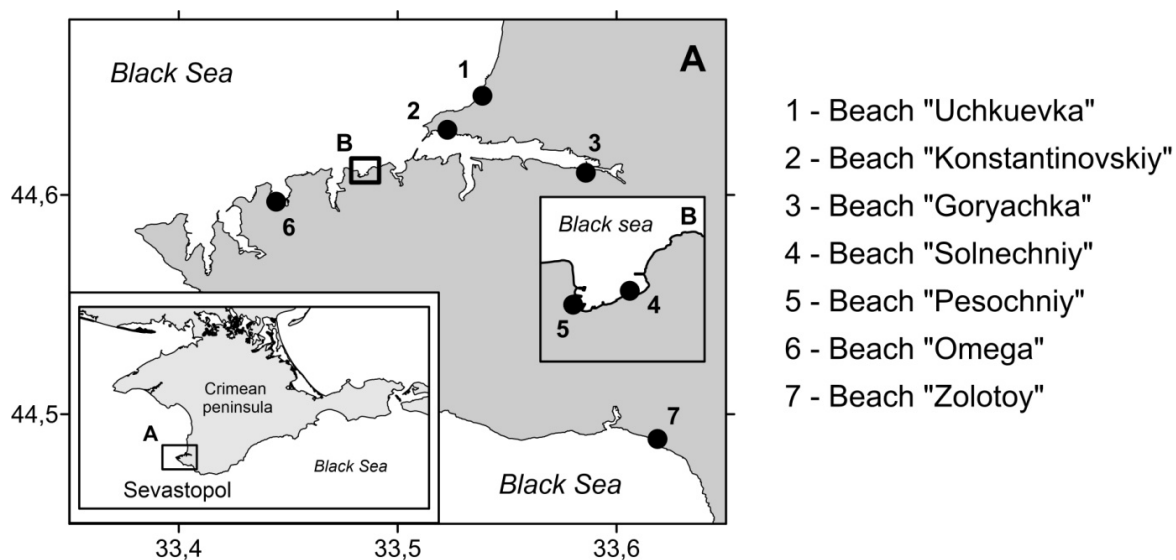 Black Sea
A
1
2
B
3
44,6
6
Black sea
B
5
4
Crimean
peninsula
A
Black Sea
Sevastopol
44,5
7
Black Sea
33,4
33,5
33,6
1 - Beach "Uchkuevka"
2 - Beach "Konstantinovskiy"
3 - Beach "Goryachka"
4 - Beach "Solnechniy"
5 - Beach "Pesochniy"
6 - Beach "Omega"
7 - Beach "Zolotoy"